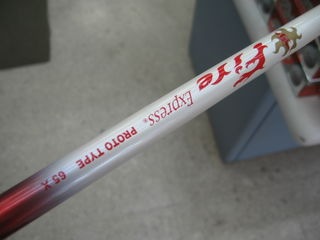 Fire Express® PROTO TYPE 65 X